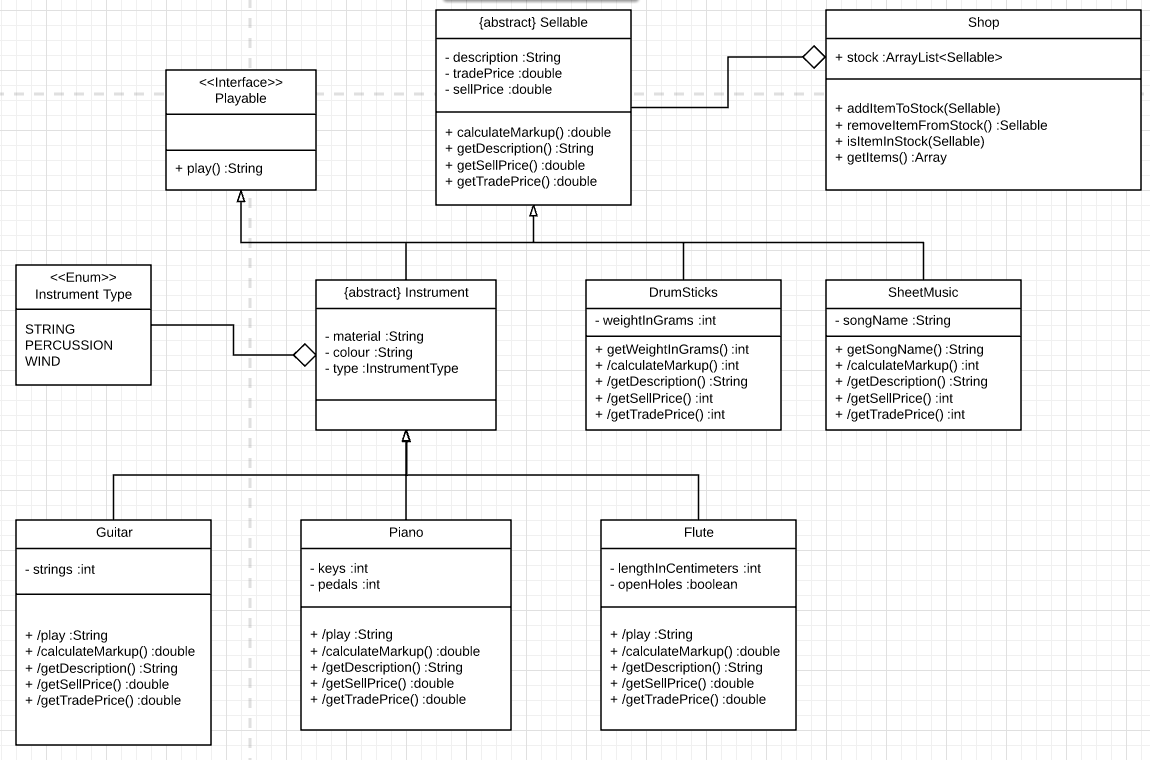 {abstract} Sellable
- description :String
- tradePrice :double
- sellPrice :double
+ calculateMarkup() :double
+ getDescription() :String
+ getSellPrice() :double
+ getTradePrice() :double
Shop
+ stock :ArrayList<Sellable>
+ addItemToStock(Sellable)
+ removeItemFromStock() :Sellable
+ isItemInStock(Sellable)
+ getItems() :Array
<<Interface>>
Playable
+ play() :String
<<Enum>>
Instrument Type
STRING
PERCUSSION
WIND
{abstract} Instrument
- material :String
- colour :String
- type :InstrumentType
DrumSticks
- weightInGrams :int
+ getWeightInGrams() :int
+ /calculateMarkup() :int
+ /getDescription() :String
+ /getSellPrice() :int
+ /getTradePrice() :int
SheetMusic
- songName :String
+ getSongName() :String
+ /calculateMarkup() :int
+ /getDescription() :String
+ /getSellPrice() :int
+ /getTradePrice() :int
Guitar
- strings :int
+ /play :String
+ /calculateMarkup() :double
+ /getDescription() :String
+ /getSellPrice() :double
+ /getTradePrice() :double
Piano
- keys :int
- pedals :int
+ /play :String
+ /calculateMarkup() :double
+ /getDescription() :String
+ /getSellPrice() :double
+ /getTradePrice() :double
Flute
- lengthInCentimeters :int
- openHoles :boolean
+ /play :String
+ /calculateMarkup() :double
+ /getDescription() :String
+ /getSellPrice() :double
+ /getTradePrice() :double